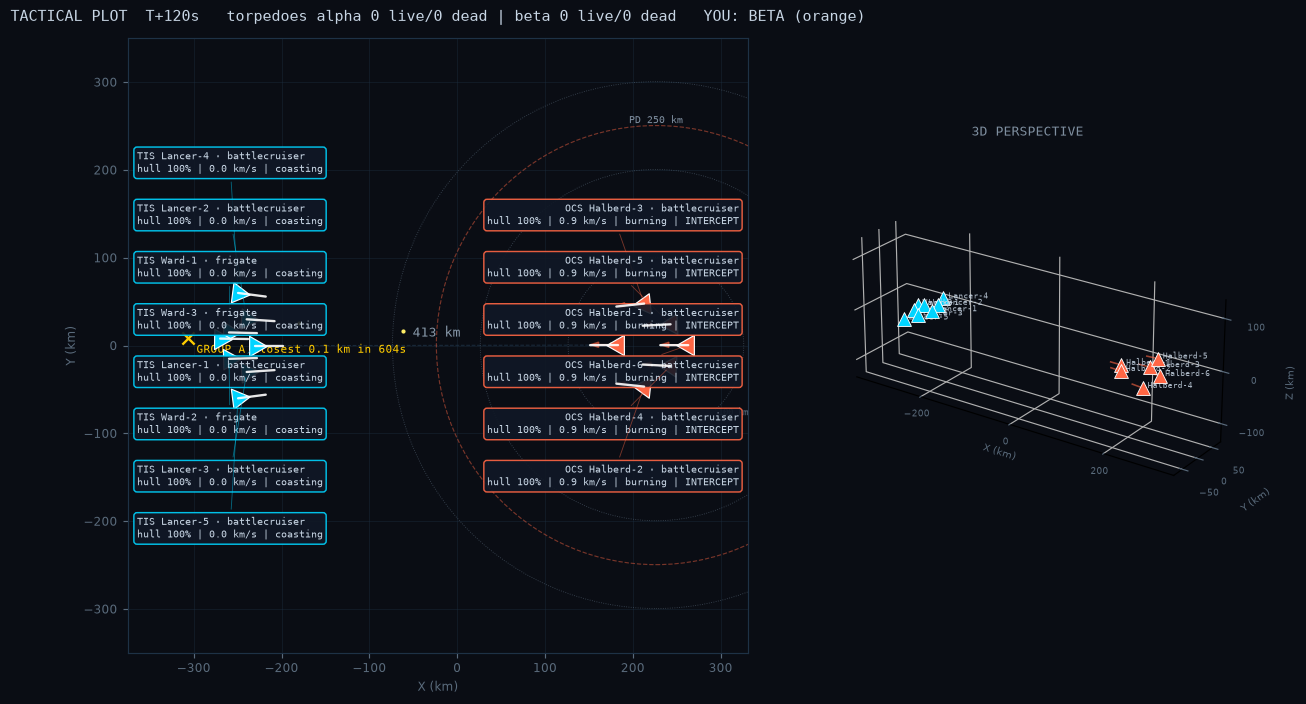 TACTICAL PLOT  T+120s   torpedoes alpha 0 live/0 dead | beta 0 live/0 dead   YOU: BETA (orange)
3D PERSPECTIVE
PD 250 km
TIS Lancer-4 · battlecruiser
hull 100% | 0.0 km/s | coasting
TIS Lancer-2 · battlecruiser
hull 100% | 0.0 km/s | coasting
TIS Ward-1 · frigate
hull 100% | 0.0 km/s | coasting
TIS Ward-3 · frigate
hull 100% | 0.0 km/s | coasting
TIS Lancer-1 · battlecruiser
hull 100% | 0.0 km/s | coasting
TIS Ward-2 · frigate
hull 100% | 0.0 km/s | coasting
TIS Lancer-3 · battlecruiser
hull 100% | 0.0 km/s | coasting
TIS Lancer-5 · battlecruiser
hull 100% | 0.0 km/s | coasting
413 km
GROUP A closest 0.1 km in 604s
OCS Halberd-3 · battlecruiser
hull 100% | 0.9 km/s | burning | INTERCEPT
OCS Halberd-5 · battlecruiser
hull 100% | 0.9 km/s | burning | INTERCEPT
OCS Halberd-1 · battlecruiser
hull 100% | 0.9 km/s | burning | INTERCEPT
OCS Halberd-6 · battlecruiser
hull 100% | 0.9 km/s | burning | INTERCEPT
OCS Halberd-4 · battlecruiser
hull 100% | 0.9 km/s | burning | INTERCEPT
OCS Halberd-2 · battlecruiser
hull 100% | 0.9 km/s | burning | INTERCEPT
300
200
100
0
−100
−200
−300
Y (km)
−300
−200
−100
0
100
200
300
X (km)
Lancer-4
Halberd-5
Halberd-6
Halberd-4
−200
0
200
X (km)
−50
0
50
Y (km)
100
0
−100
Z (km)